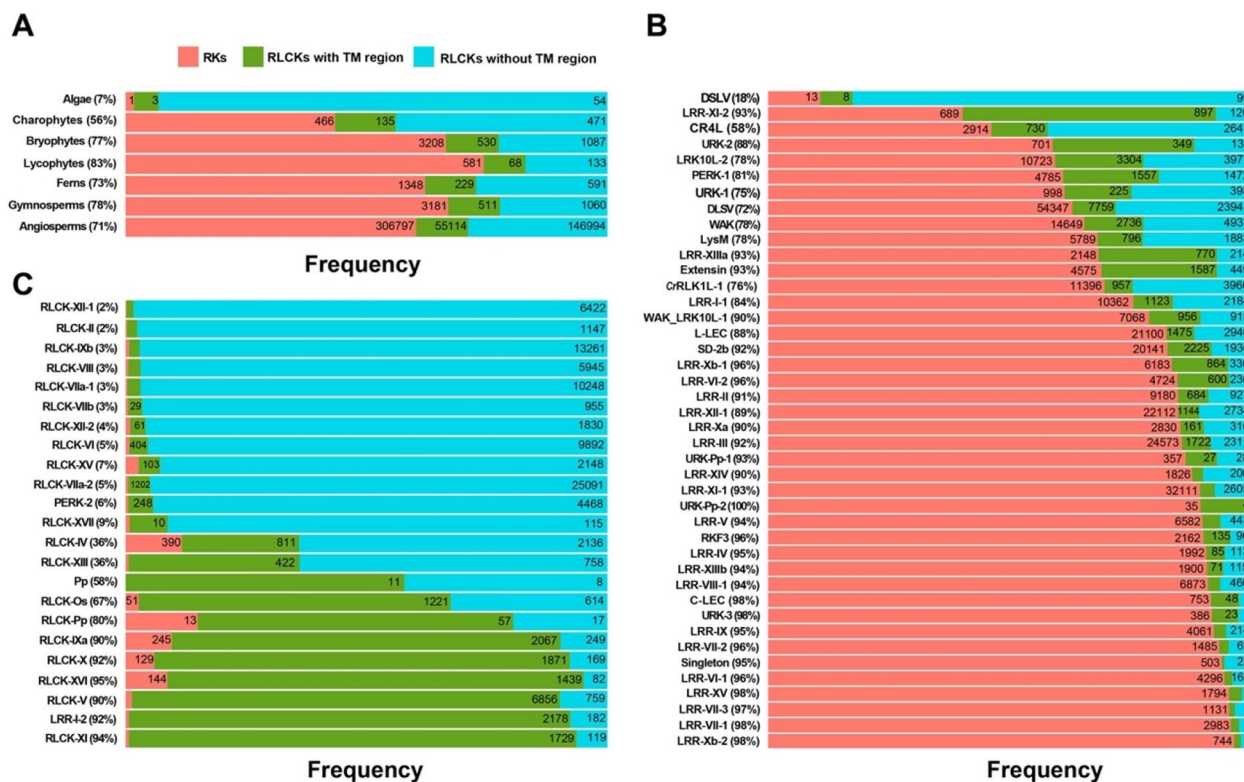 A
B
RKs RLCKs with TM region RLCKs without TM region
Algae (7%) 1 3 54
Charophytes (56%) 466 135 471
Bryophytes (77%) 3208 530 1087
Lycophytes (83%) 581 68 133
Ferns (73%) 1348 229 591
Gymnosperms (78%) 3181 511 1060
Angiosperms (71%) 306797 55114 146994
Frequency
C
RLCK-XII-1 (2%) 6422
RLCK-II (2%) 1147
RLCK-IXb (3%) 13261
RLCK-VIII (3%) 5945
RLCK-VIIa-1 (3%) 10248
RLCK-VIIb (3%) 29 955
RLCK-XII-2 (4%) 61 1830
RLCK-VI (5%) 404 9892
RLCK-XV (7%) 103 2148
RLCK-VIIa-2 (5%) 1202 25091
PERK-2 (6%) 248 4468
RLCK-XVII (9%) 10 115
RLCK-IV (36%) 390 811 2136
RLCK-XIII (36%) 422 758
Pp (58%) 11 8
RLCK-Os (67%) 51 1221 614
RLCK-Pp (80%) 13 57 17
RLCK-IXa (90%) 245 2067 249
RLCK-X (92%) 129 1871 169
RLCK-XVI (95%) 144 1439 82
RLCK-V (90%) 6856 759
LRR-I-2 (92%) 2178 182
RLCK-XI (94%) 1729 119
Frequency
DSLV (18%) 13 8
LRR-XI-2 (93%) 689 897
CR4L (58%) 2914 730
URK-2 (88%) 701 349
LRK10L-2 (78%) 10723 3304
PERK-1 (81%) 4785 1557
URK-1 (75%) 998 225
DLSV (72%) 54347 7759
WAK (78%) 14649 2736
LysM (78%) 5789 796
LRR-XIIIa (93%) 2148 770
Extensin (93%) 4575 1587
CrRLK1L-1 (76%) 11396 957
LRR-I-1 (84%) 10362 1123
WAK_LRK10L-1 (90%) 7068 956
L-LEC (88%) 21100 1475
SD-2b (92%) 20141 2225
LRR-Xb-1 (96%) 6183 864
LRR-VI-2 (96%) 4724 600
LRR-II (91%) 9180 684
LRR-XII-1 (89%) 22112 1144
LRR-Xa (90%) 2830 161
LRR-III (92%) 24573 1722
URK-Pp-1 (93%) 357 27
LRR-XIV (90%) 1826
LRR-XI-1 (93%) 32111
URK-Pp-2 (100%) 35
LRR-V (94%) 6582
RKF3 (96%) 2162 135
LRR-IV (95%) 1992 85
LRR-XIIIb (94%) 1900 71
LRR-VIII-1 (94%) 6873
C-LEC (98%) 753 48
URK-3 (98%) 386 23
LRR-IX (95%) 4061
LRR-VII-2 (96%) 1485
Singleton (95%) 503
LRR-VI-1 (96%) 4296
LRR-XV (98%) 1794
LRR-VII-3 (97%) 1131
LRR-VII-1 (98%) 2983
LRR-Xb-2 (98%) 744
Frequency